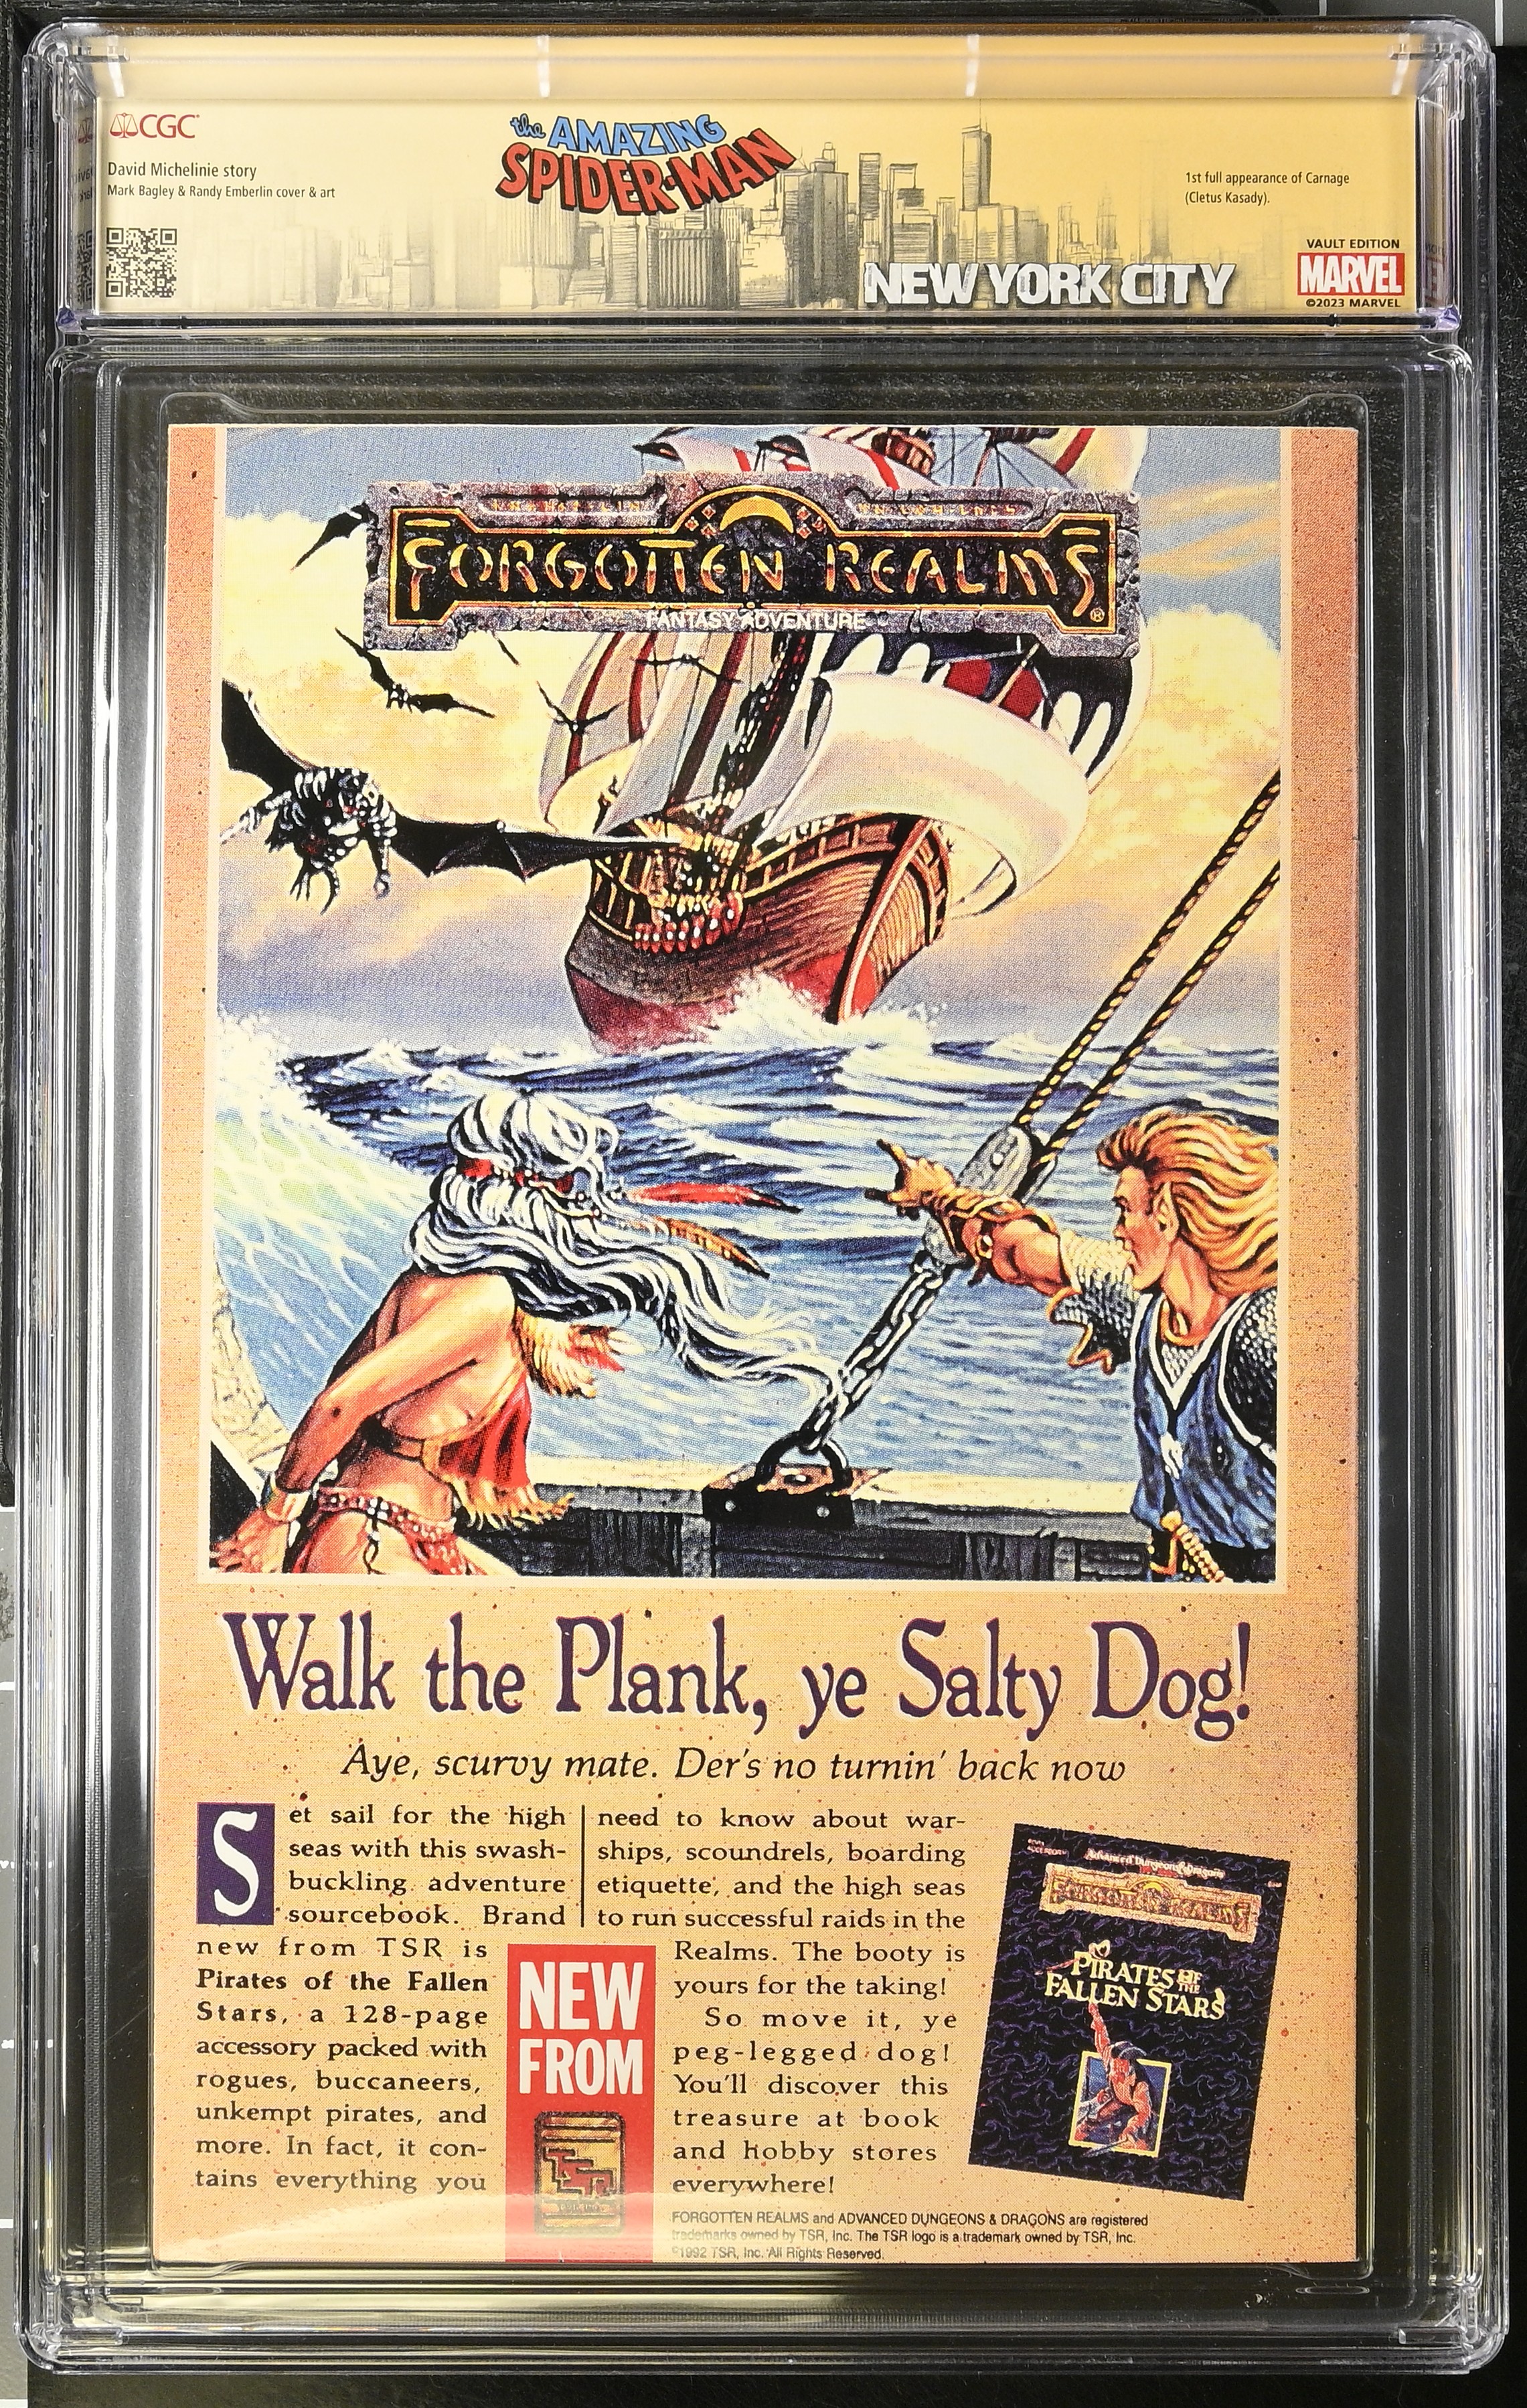 CGC
David Michelinie story
Mark Bagley & Randy Emberlin cover & art
the AMAZING
SPIDER-MAN
NEW YORK CITY
1st full appearance of Carnage
(Cletus Kasady).
VAULT EDITION
MARVEL
©2023 MARVEL
FORGOTTEN REALMS®
FANTASY ADVENTURE
Walk the Plank, ye Salty Dog!
Aye, scurvy mate. Der's no turnin' back now
Set sail for the high
seas with this swash-
buckling adventure
sourcebook. Brand
new from TSR is
Pirates of the Fallen
Stars, a 128-page
accessory packed with
rogues, buccaneers,
unkempt pirates, and
more. In fact, it con-
tains everything you
need to know about war-
ships, scoundrels, boarding
etiquette, and the high seas
to run successful raids in the
Realms. The booty is
yours for the taking!
So move it, ye
peg-legged dog!
You'll discover this
treasure at book
and hobby stores
everywhere!
NEW
FROM
TSR
Advanced Dungeons & Dragons
FORGOTTEN REALMS
PIRATES OF
THE
FALLEN STARS
FORGOTTEN REALMS and ADVANCED DUNGEONS & DRAGONS are registered
trademarks owned by TSR, Inc. The TSR logo is a trademark owned by TSR, Inc.
©1992 TSR, Inc. All Rights Reserved.